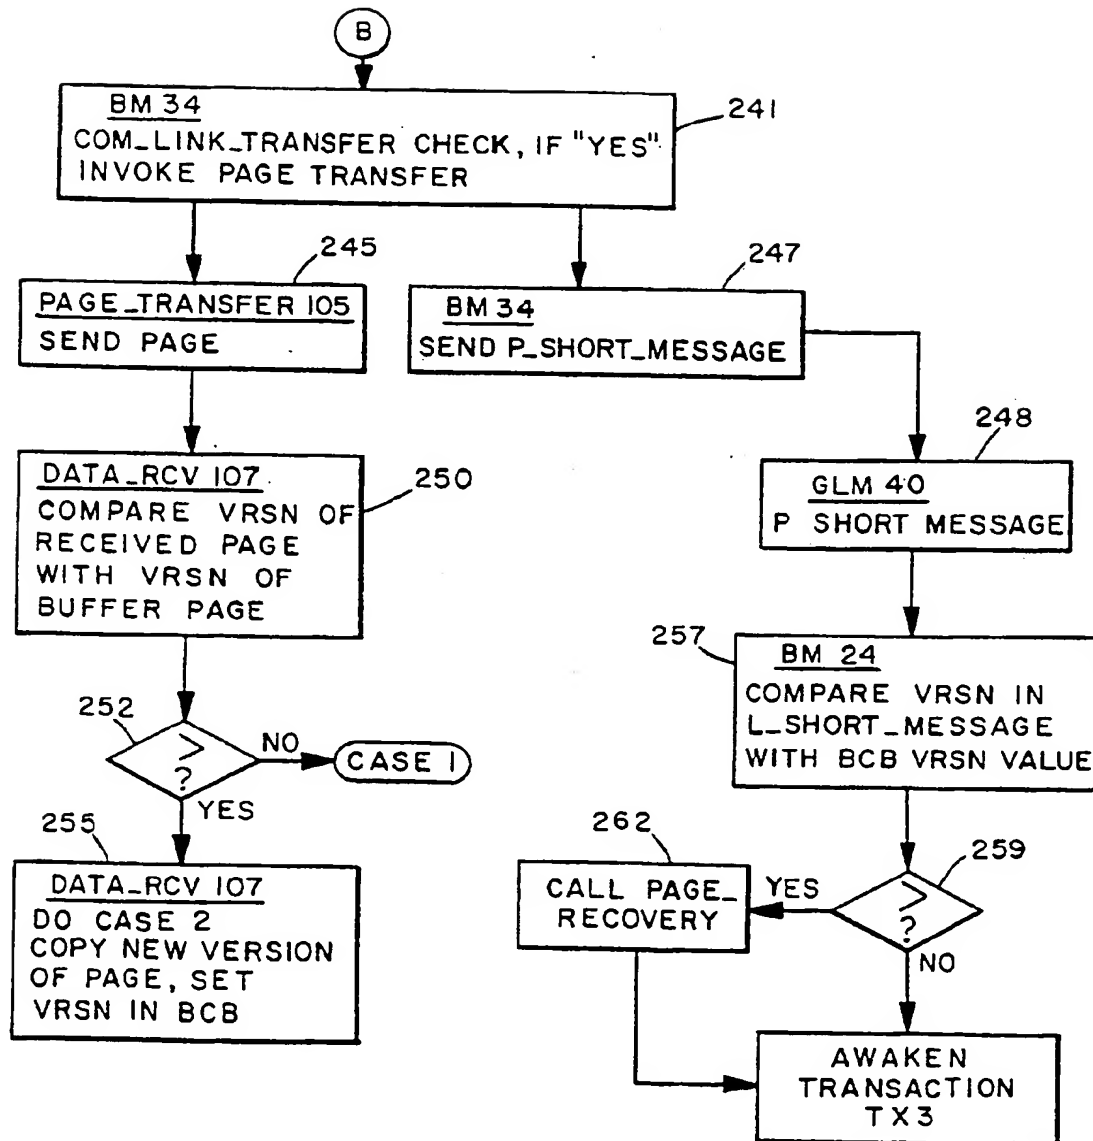 B
BM 34
COM_LINK_TRANSFER CHECK, IF "YES"
INVOKE PAGE TRANSFER
241
245
PAGE_TRANSFER 105
SEND PAGE
247
BM 34
SEND P_SHORT_MESSAGE
248
GLM 40
P SHORT MESSAGE
250
DATA_RCV 107
COMPARE VRSN OF
RECEIVED PAGE
WITH VRSN OF
BUFFER PAGE
257
BM 24
COMPARE VRSN IN
L_SHORT_MESSAGE
WITH BCB VRSN VALUE
252
>
?
NO
CASE 1
YES
255
DATA_RCV 107
DO CASE 2
COPY NEW VERSION
OF PAGE, SET
VRSN IN BCB
262
CALL PAGE_
RECOVERY
YES
259
>
?
NO
AWAKEN
TRANSACTION
TX3